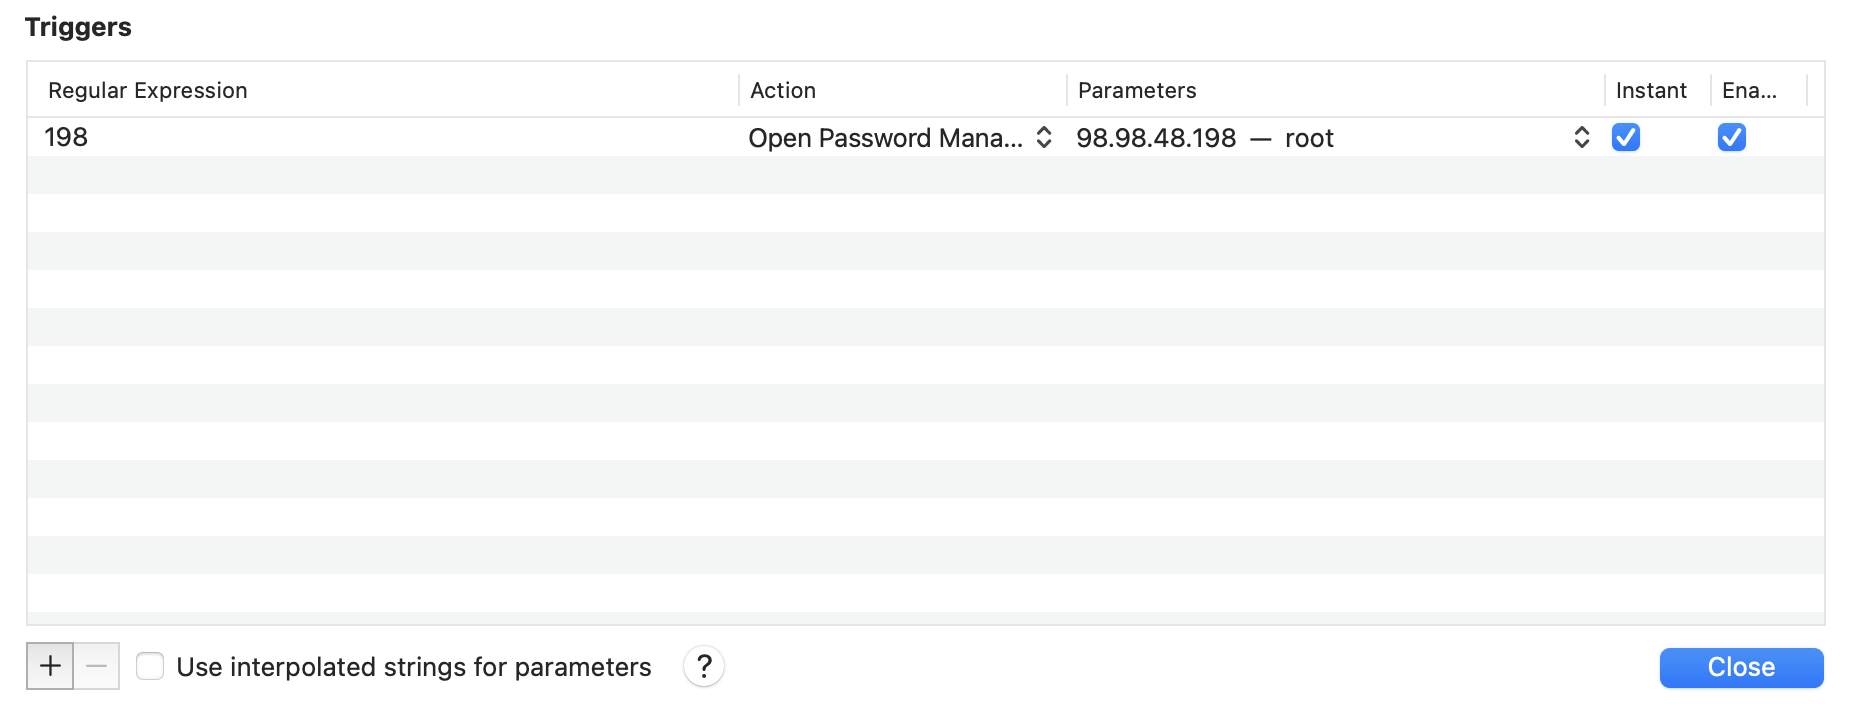 Triggers
Regular Expression Action Parameters Instant Ena...
198 Open Password Mana... 98.98.48.198 — root
Use interpolated strings for parameters ? Close